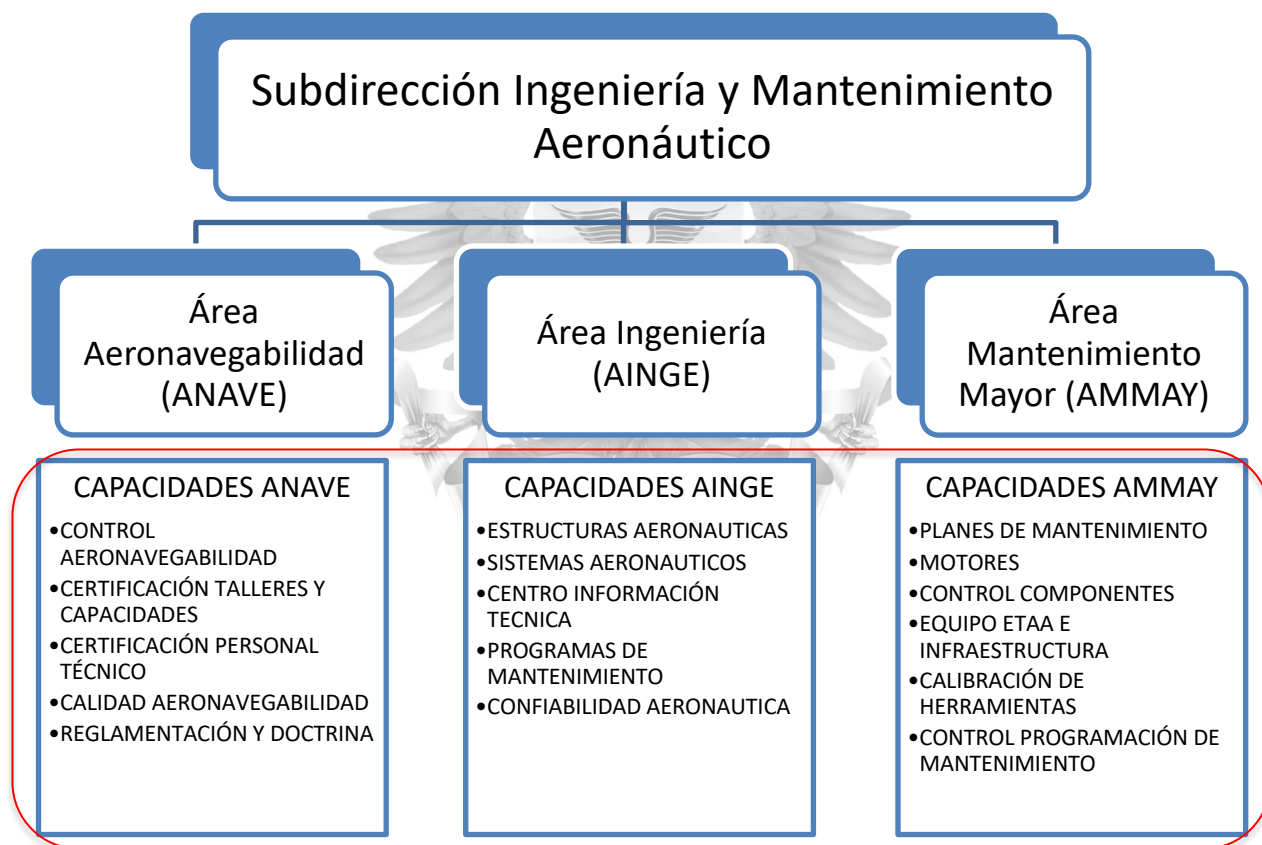 Subdirección Ingeniería y Mantenimiento
Aeronáutico
Área
Aeronavegabilidad
(ANAVE)
Área Ingeniería
(AINGE)
Área
Mantenimiento
Mayor (AMMAY)
CAPACIDADES ANAVE
•CONTROL
AERONAVEGABILIDAD
•CERTIFICACIÓN TALLERES Y
CAPACIDADES
•CERTIFICACIÓN PERSONAL
TÉCNICO
•CALIDAD AERONAVEGABILIDAD
•REGLAMENTACIÓN Y DOCTRINA
CAPACIDADES AINGE
•ESTRUCTURAS AERONAUTICAS
•SISTEMAS AERONAUTICOS
•CENTRO INFORMACIÓN
TECNICA
•PROGRAMAS DE
MANTENIMIENTO
•CONFIABILIDAD AERONAUTICA
CAPACIDADES AMMAY
•PLANES DE MANTENIMIENTO
•MOTORES
•CONTROL COMPONENTES
•EQUIPO ETAA E
INFRAESTRUCTURA
•CALIBRACIÓN DE
HERRAMIENTAS
•CONTROL PROGRAMACIÓN DE
MANTENIMIENTO